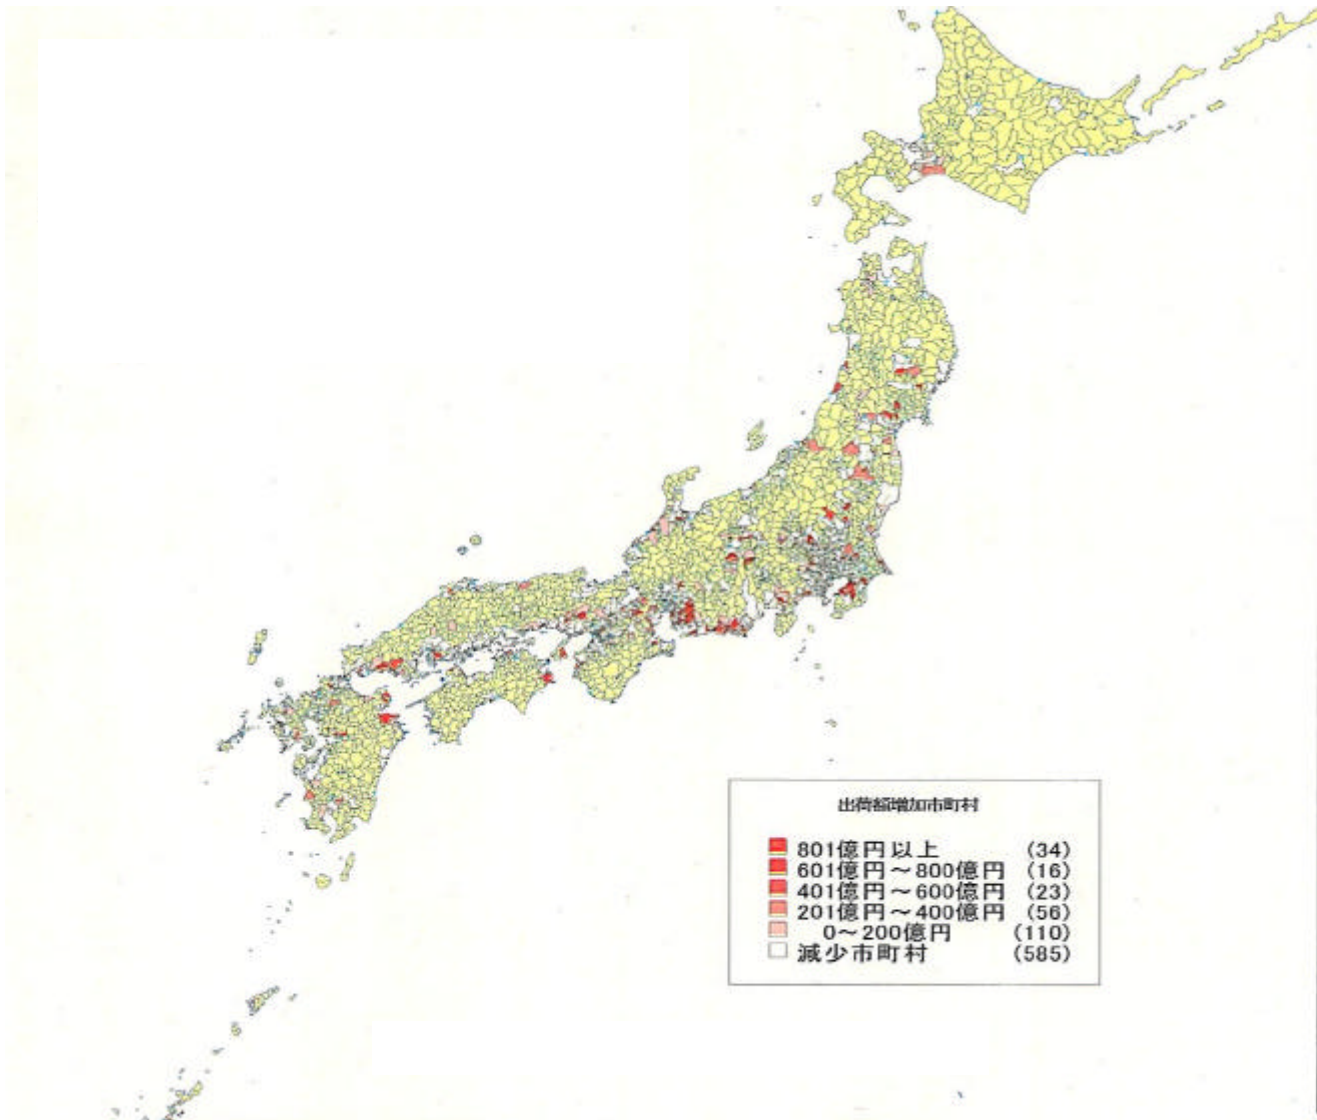 出荷額増加市町村
801億円以上 (34)
601億円～800億円 (16)
401億円～600億円 (23)
201億円～400億円 (56)
0～200億円 (110)
減少市町村 (585)